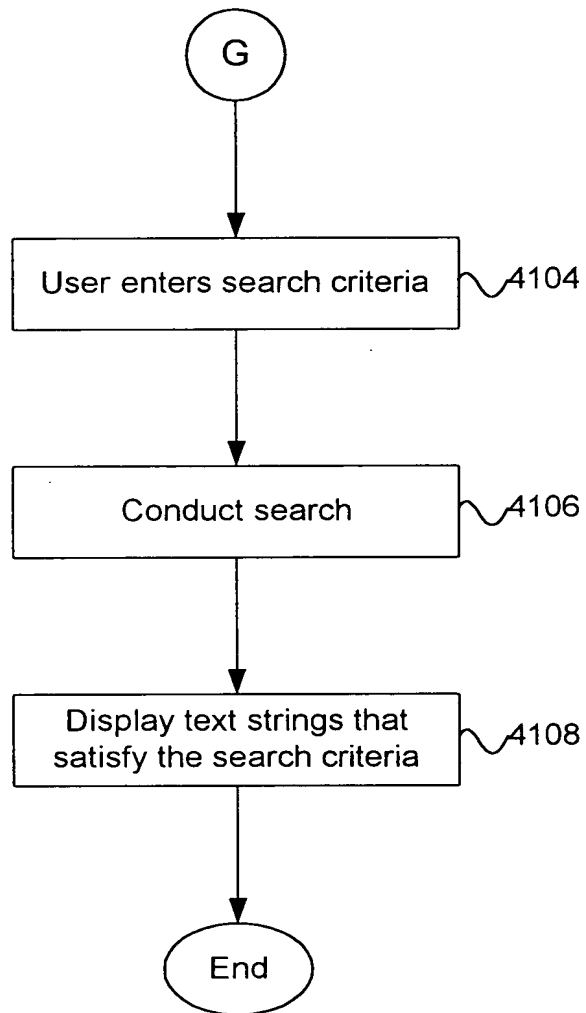 G
User enters search criteria
4104
Conduct search
4106
Display text strings that
satisfy the search criteria
4108
End